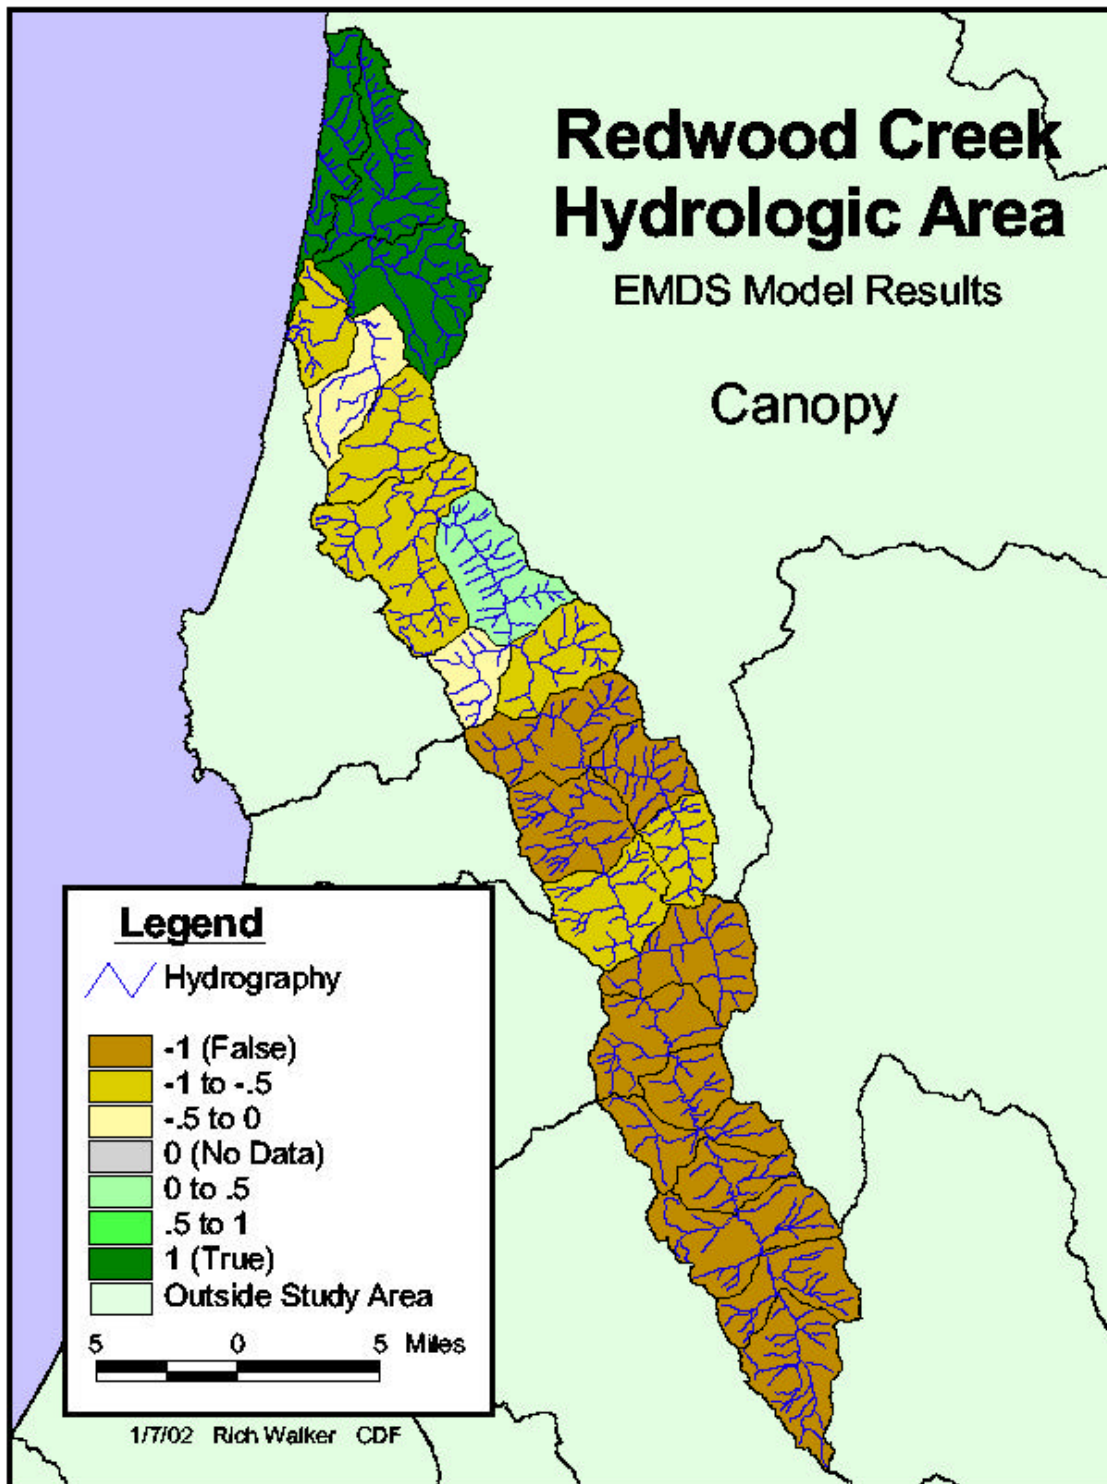 Redwood Creek
Hydrologic Area
EMDS Model Results
Canopy
Legend
Hydrography
-1 (False)
-1 to -.5
-.5 to 0
0 (No Data)
0 to .5
.5 to 1
1 (True)
Outside Study Area
5 0 5 Miles
1/7/02 Rich Walker CDF